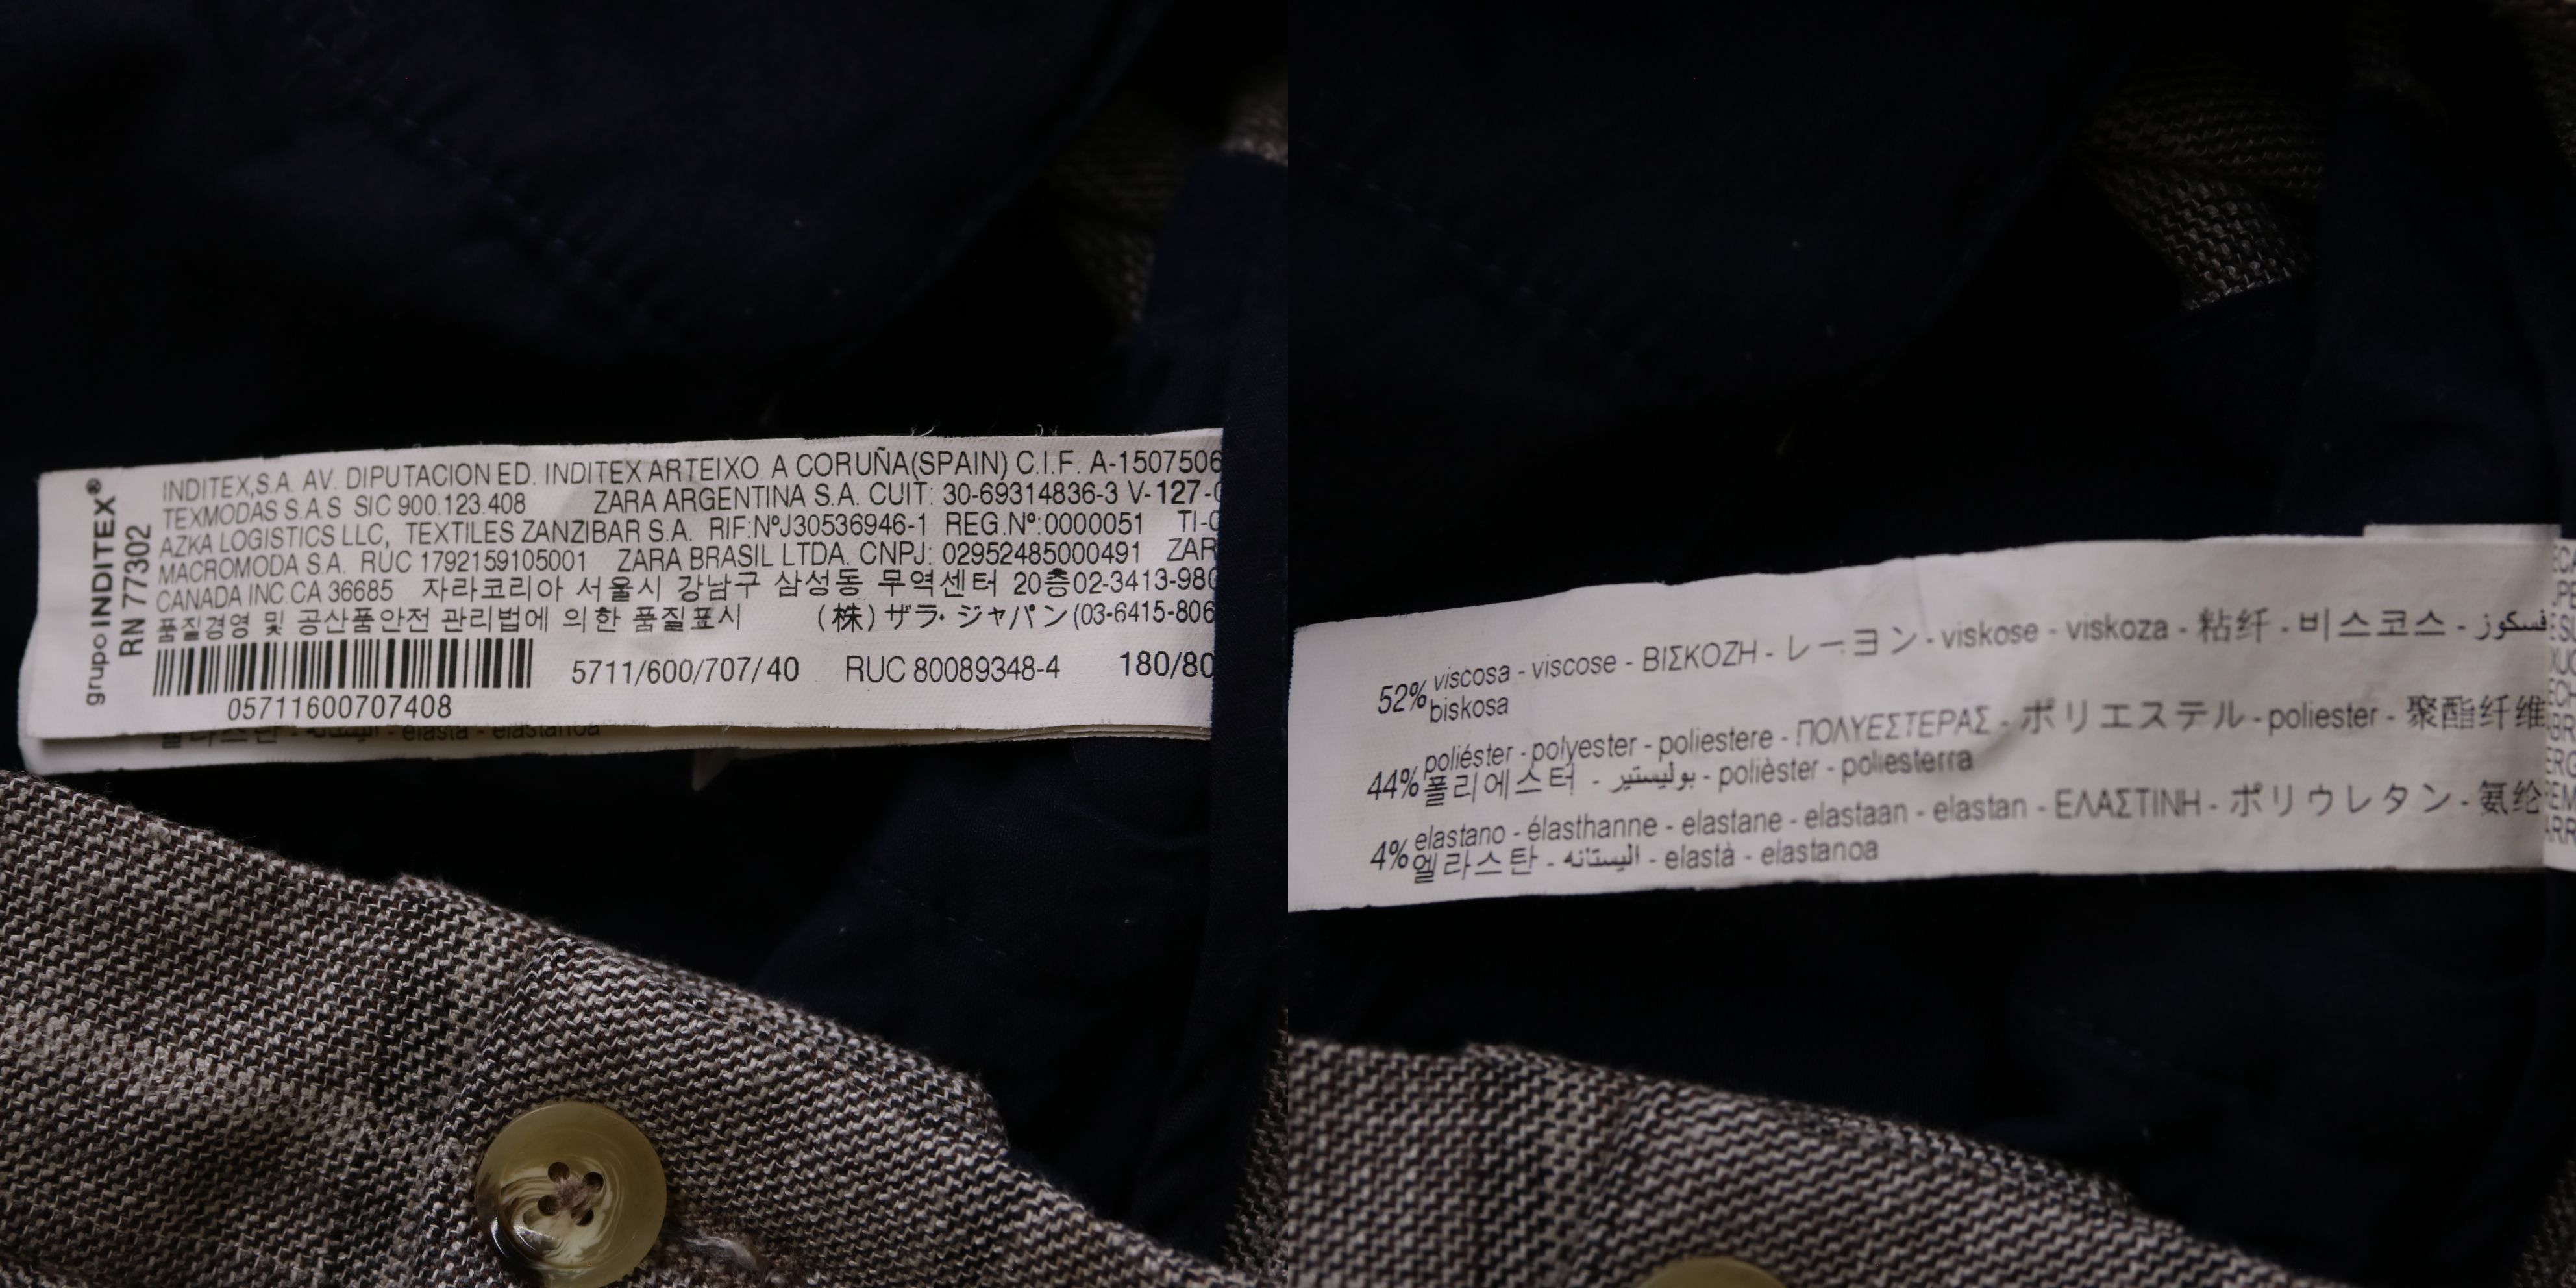 grupo INDITEX®
RN 77302
INDITEX,S.A. AV. DIPUTACION ED. INDITEX ARTEIXO A CORUÑA(SPAIN) C.I.F. A-1507506
TEXMODAS S.A.S SIC 900.123.408 ZARA ARGENTINA S.A. CUIT: 30-69314836-3 V-127-
AZKA LOGISTICS LLC, TEXTILES ZANZIBAR S.A. RIF:NºJ30536946-1 REG.Nº:0000051 TI-
MACROMODA S.A. RUC 1792159105001 ZARA BRASIL LTDA. CNPJ: 02952485000491 ZAR
CANADA INC.CA 36685 자라코리아 서울시 강남구 삼성동 무역센터 20층02-3413-980
품질경영 및 공산품안전 관리법에 의한 품질표시 (株)ザラ・ジャパン(03-6415-806
5711/600/707/40 RUC 80089348-4 180/80
05711600707408
엘라스탄 - اليستانه - elastà - elastanoa
52% viscosa - viscose - ΒΙΣΚΟΖΗ - レーヨン - viskose - viskoza - 粘纤 - 비스코스 - فسكوز
biskosa
44% poliéster - polyester - poliestere - ΠΟΛΥΕΣΤΕΡΑΣ - ポリエステル - poliester - 聚酯纤维
폴리에스터 - بوليستير - polièster - poliesterra
4% elastano - élasthanne - elastane - elastaan - elastan - ΕΛΑΣΤΙΝΗ - ポリウレタン - 氨纶
엘라스탄 - اليستانه - elastà - elastanoa